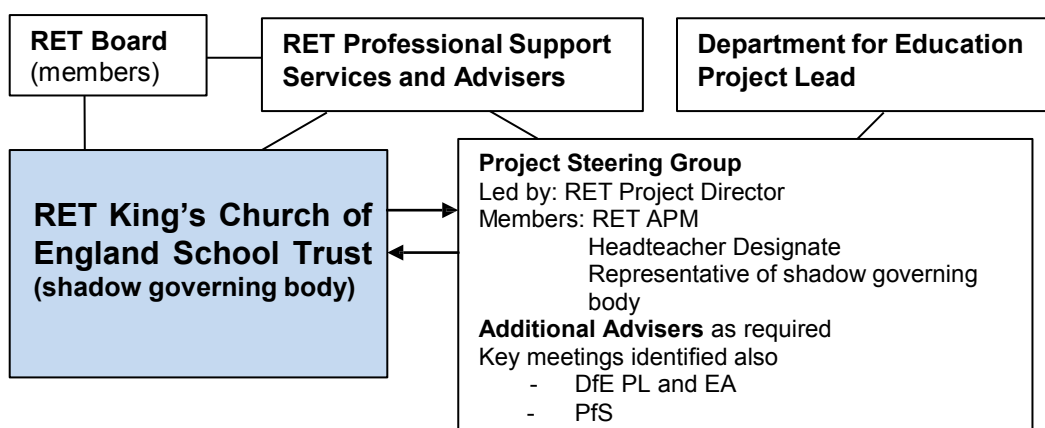 RET Board
(members)
RET Professional Support
Services and Advisers
Department for Education
Project Lead
RET King’s Church of
England School Trust
(shadow governing body)
Project Steering Group
Led by: RET Project Director
Members: RET APM
Headteacher Designate
Representative of shadow governing
body
Additional Advisers as required
Key meetings identified also
- DfE PL and EA
- PfS